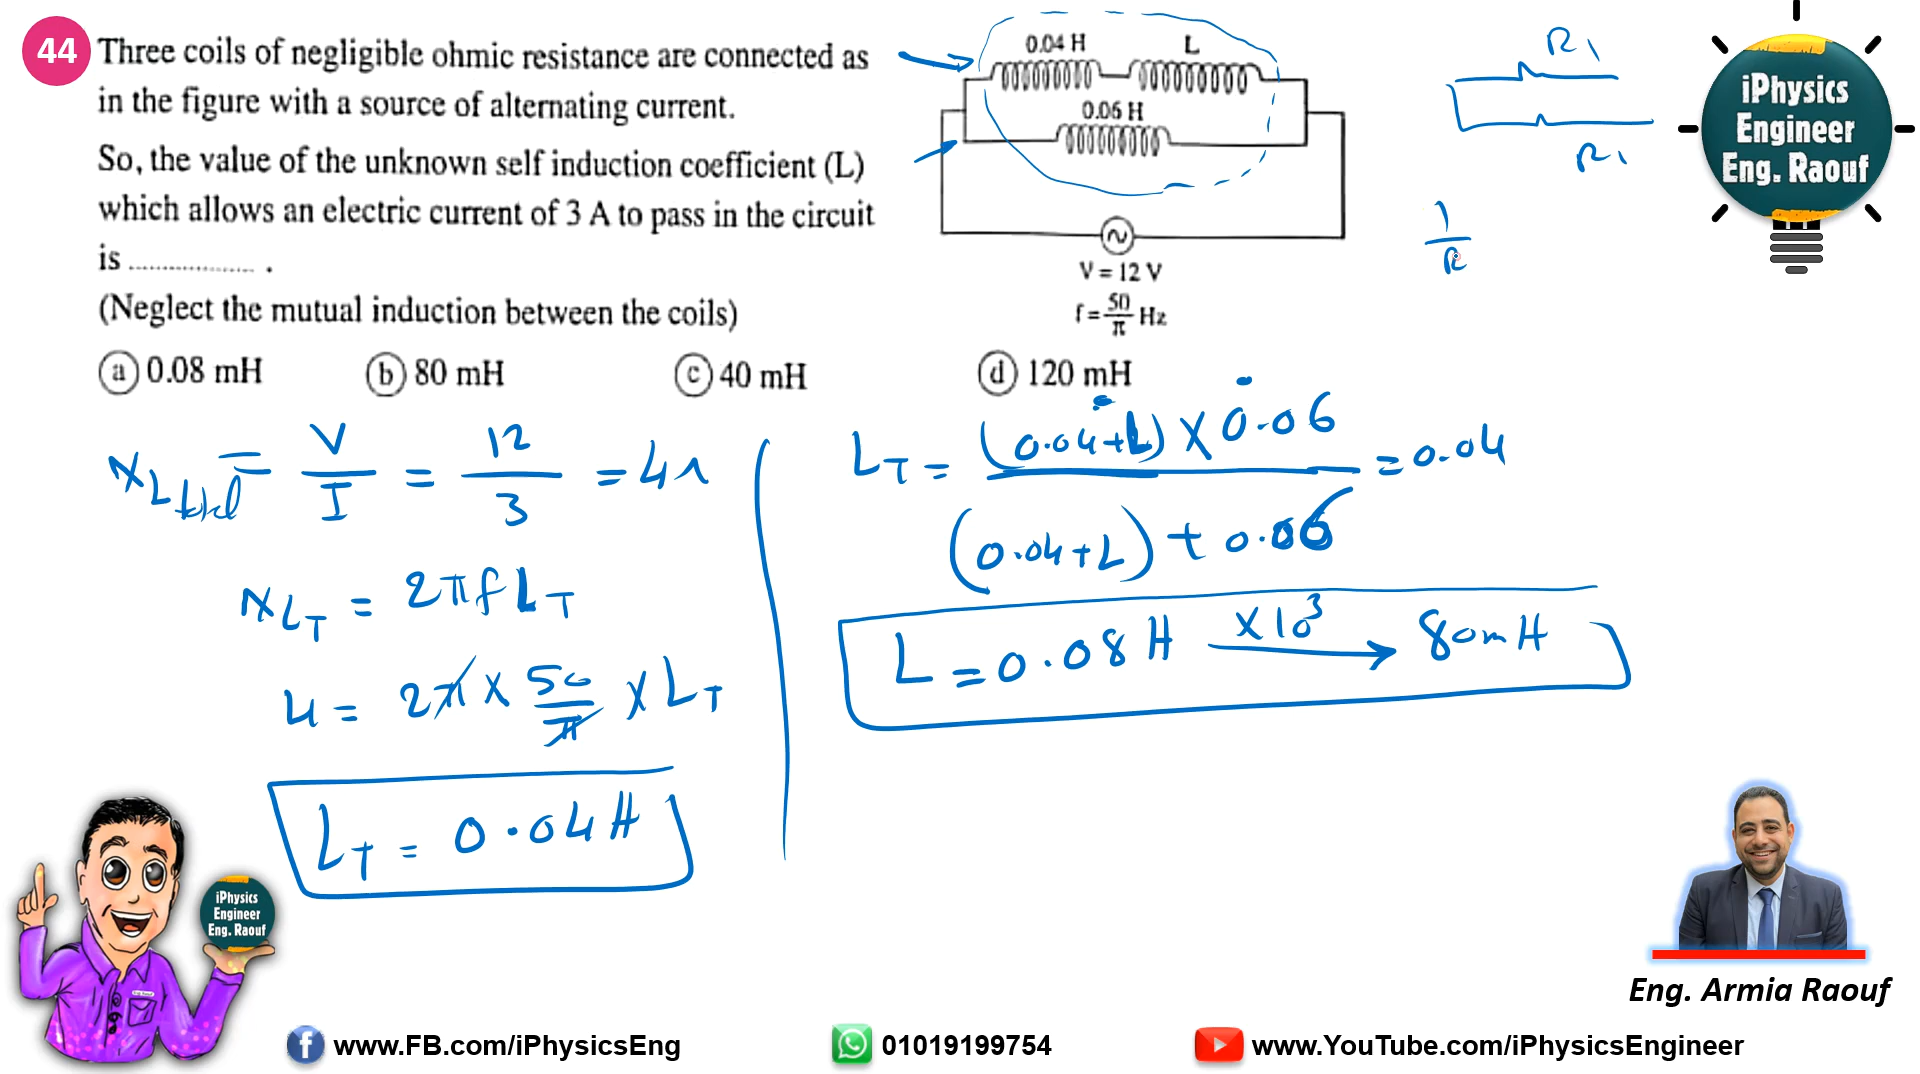 44 Three coils of negligible ohmic resistance are connected as
in the figure with a source of alternating current.
So, the value of the unknown self induction coefficient (L)
which allows an electric current of 3 A to pass in the circuit
is .................... .
(Neglect the mutual induction between the coils)
(a) 0.08 mH (b) 80 mH (c) 40 mH (d) 120 mH
0.04 H L
0.06 H
V = 12 V
f = 50/π Hz
R1
R1
1/R
iPhysics
Engineer
Eng. Raouf
X_L total = V/I = 12/3 = 4Ω
X_LT = 2πf L_T
4 = 2π × 50/π × L_T
L_T = 0.04 H
L_T = (0.04+L) × 0.06 / (0.04+L) + 0.06 = 0.04
L = 0.08 H ×10³ → 80mH
iPhysics
Engineer
Eng. Raouf
Eng. Armia Raouf
www.FB.com/iPhysicsEng 01019199754 www.YouTube.com/iPhysicsEngineer